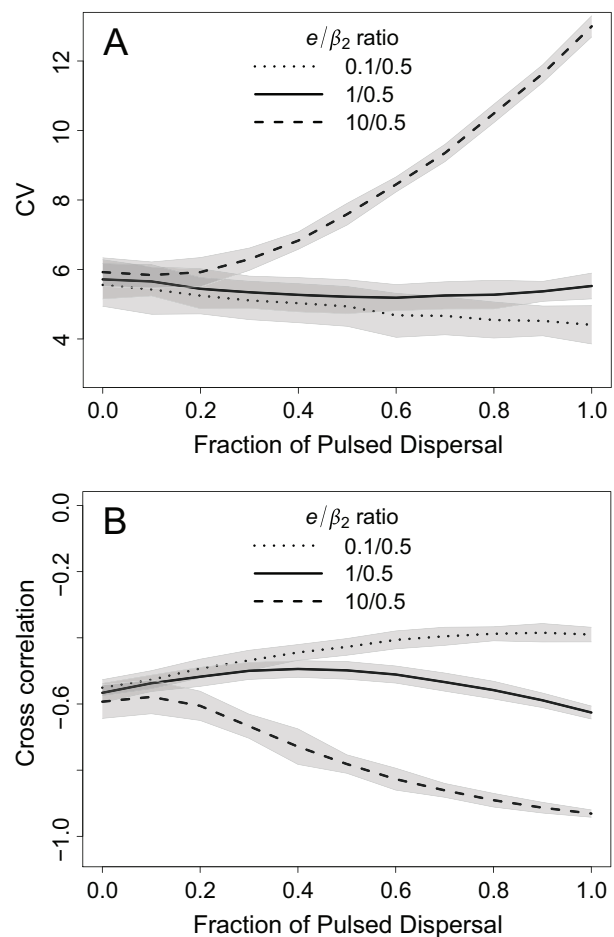 A
e/β₂ ratio
0.1/0.5
1/0.5
10/0.5
CV
12
10
8
6
4
0.0 0.2 0.4 0.6 0.8 1.0
Fraction of Pulsed Dispersal
B
e/β₂ ratio
0.1/0.5
1/0.5
10/0.5
Cross correlation
0.0
−0.2
−0.6
−1.0
0.0 0.2 0.4 0.6 0.8 1.0
Fraction of Pulsed Dispersal